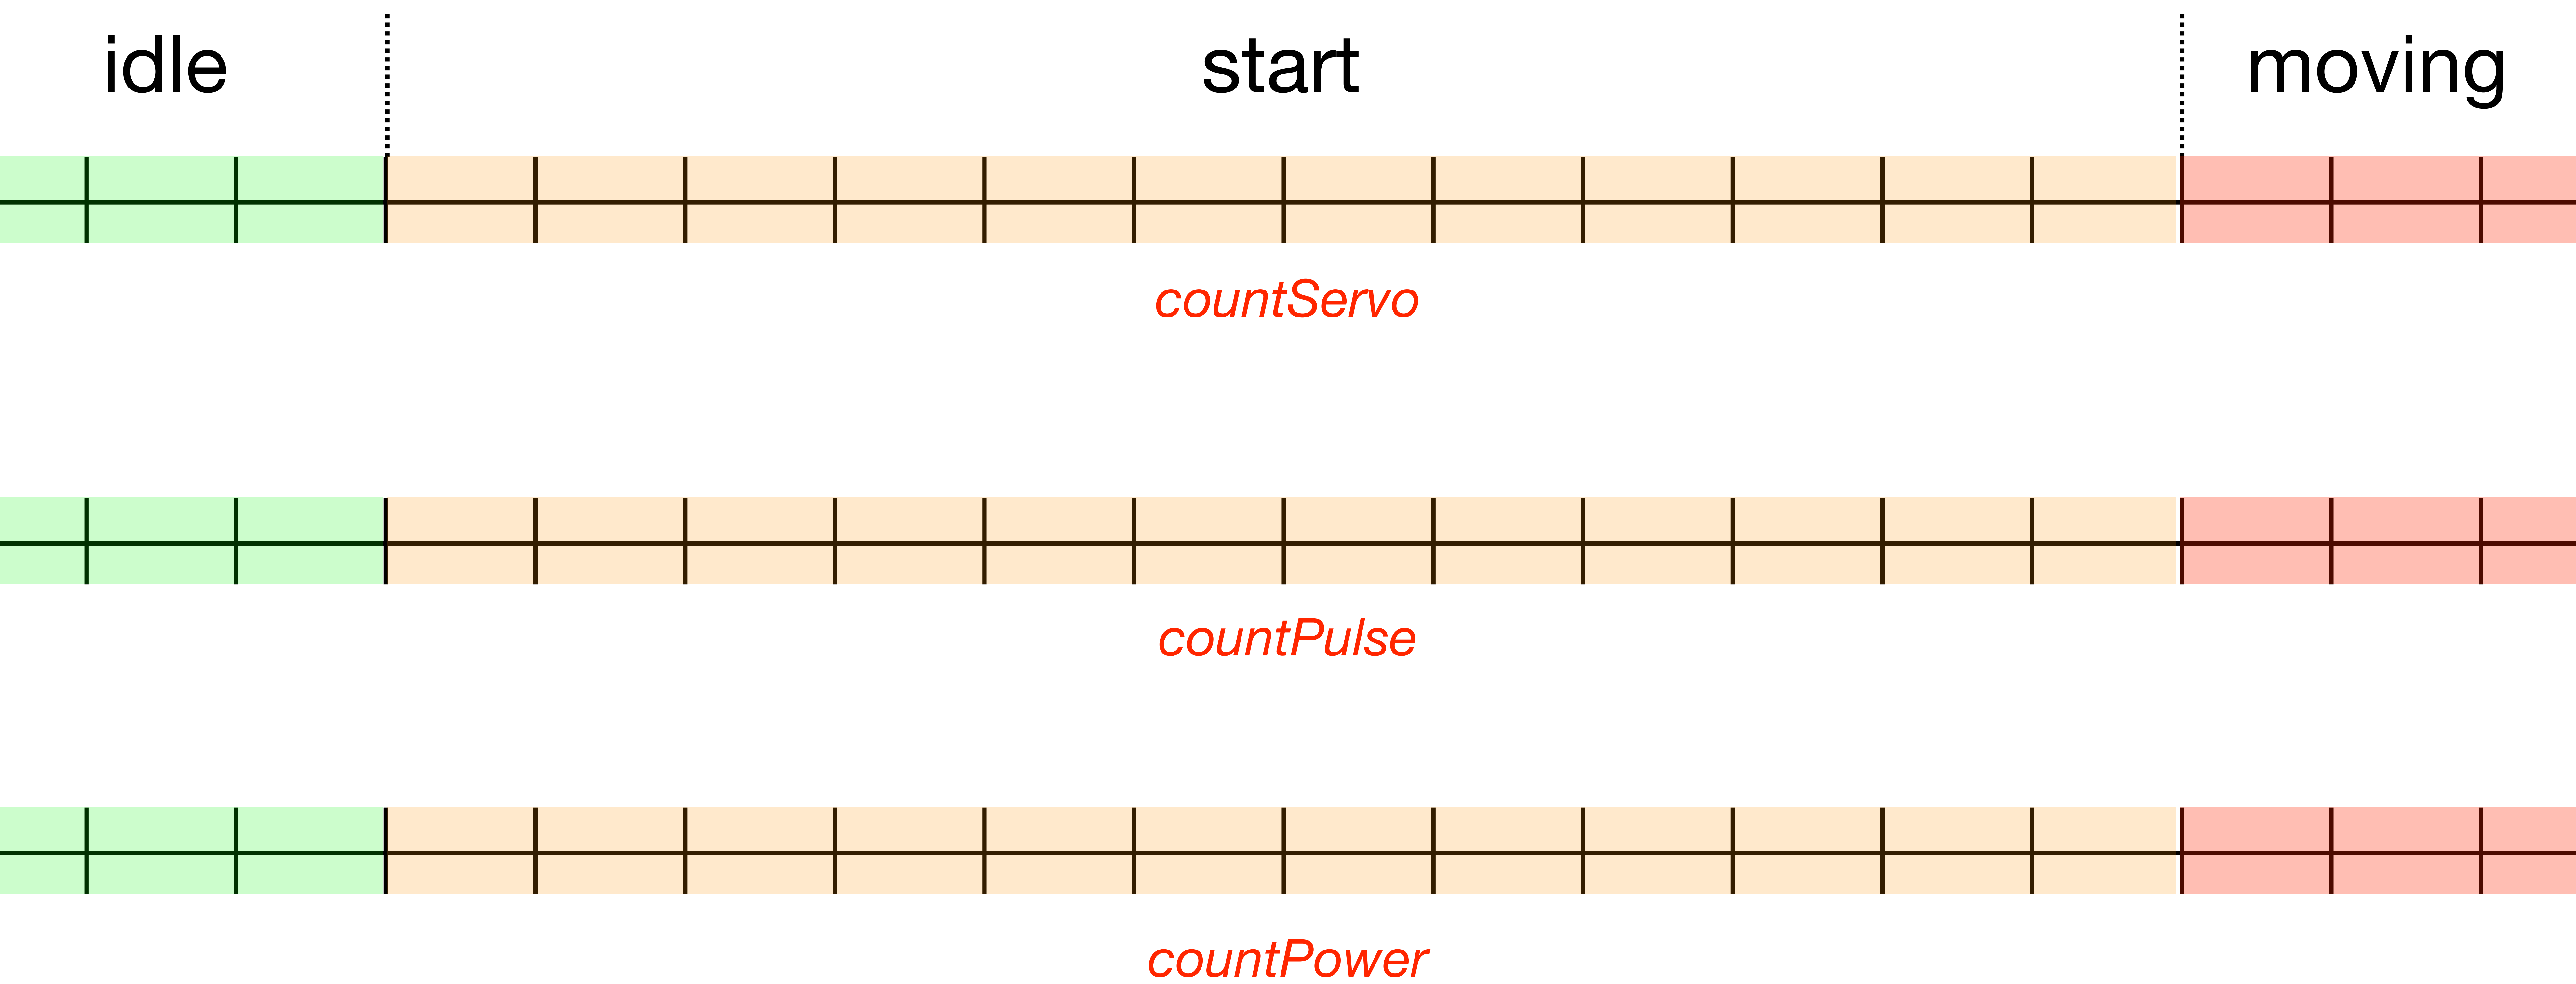 idle start moving
countServo
countPulse
countPower